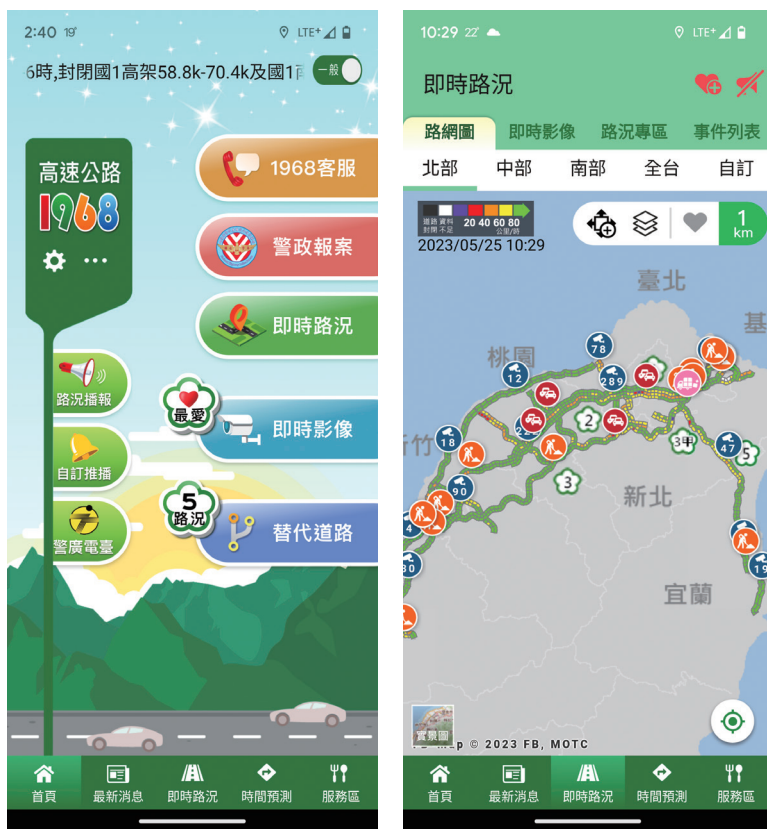 2:40 19° LTE+
6時,封閉國1高架58.8k-70.4k及國1
一般
高速公路
1968
1968客服
警政報案
即時路況
路況播報
最愛
即時影像
自訂推播
5
路況
替代道路
警廣電臺
首頁 最新消息 即時路況 時間預測 服務區
10:29 22° LTE+
即時路況
路網圖 即時影像 路況專區 事件列表
北部 中部 南部 全台 自訂
道路 資料 20 40 60 80
封閉 不足 公里/時
2023/05/25 10:29
1
km
臺北
基
78
桃園
12
289
2
竹
18
3甲
47
5
3
90
新北
4
30
19
宜蘭
實景圖
p © 2023 FB, MOTC
首頁 最新消息 即時路況 時間預測 服務區